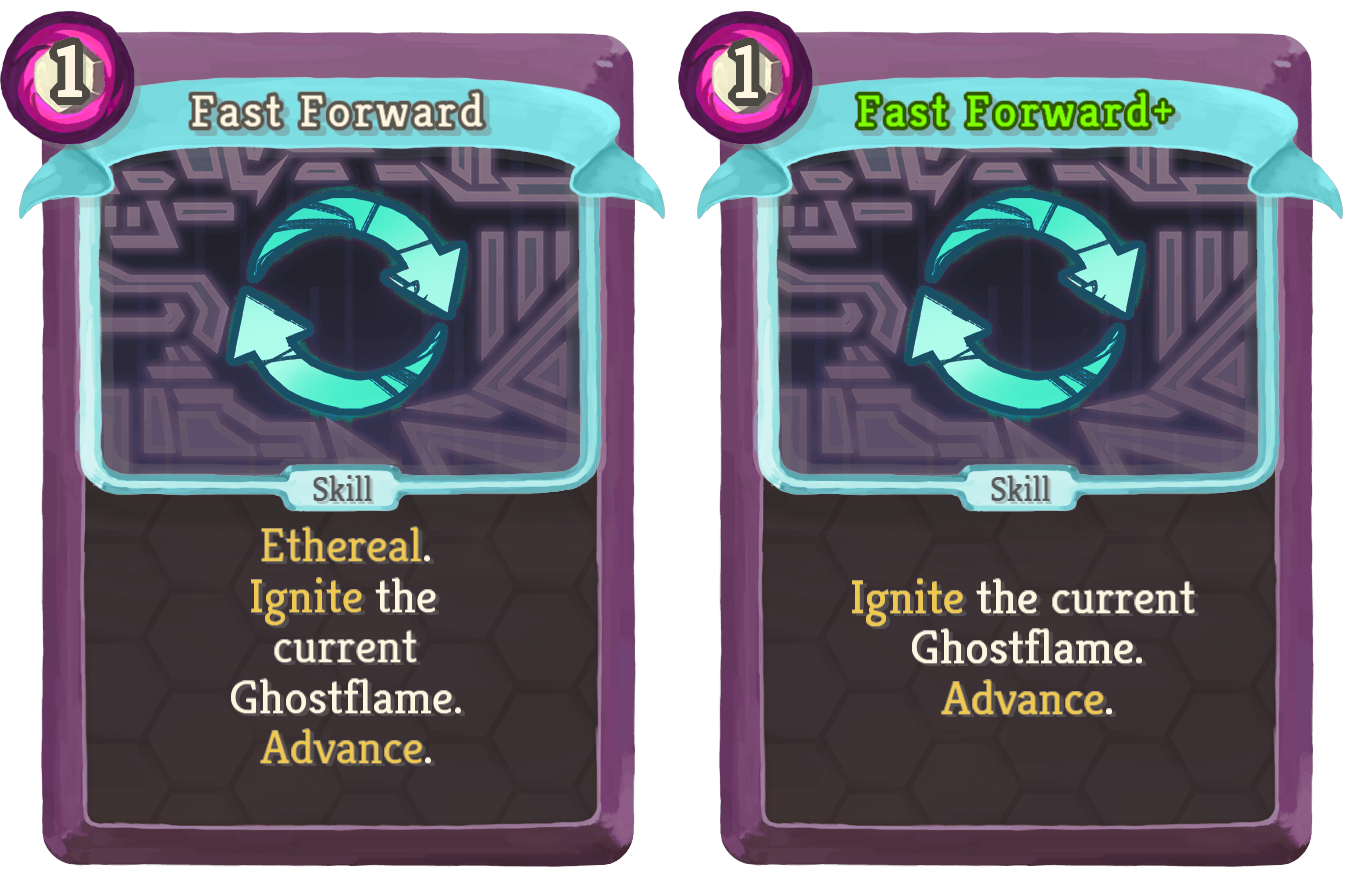 1
Fast Forward
Skill
Ethereal.
Ignite the
current
Ghostflame.
Advance.
1
Fast Forward+
Skill
Ignite the current
Ghostflame.
Advance.